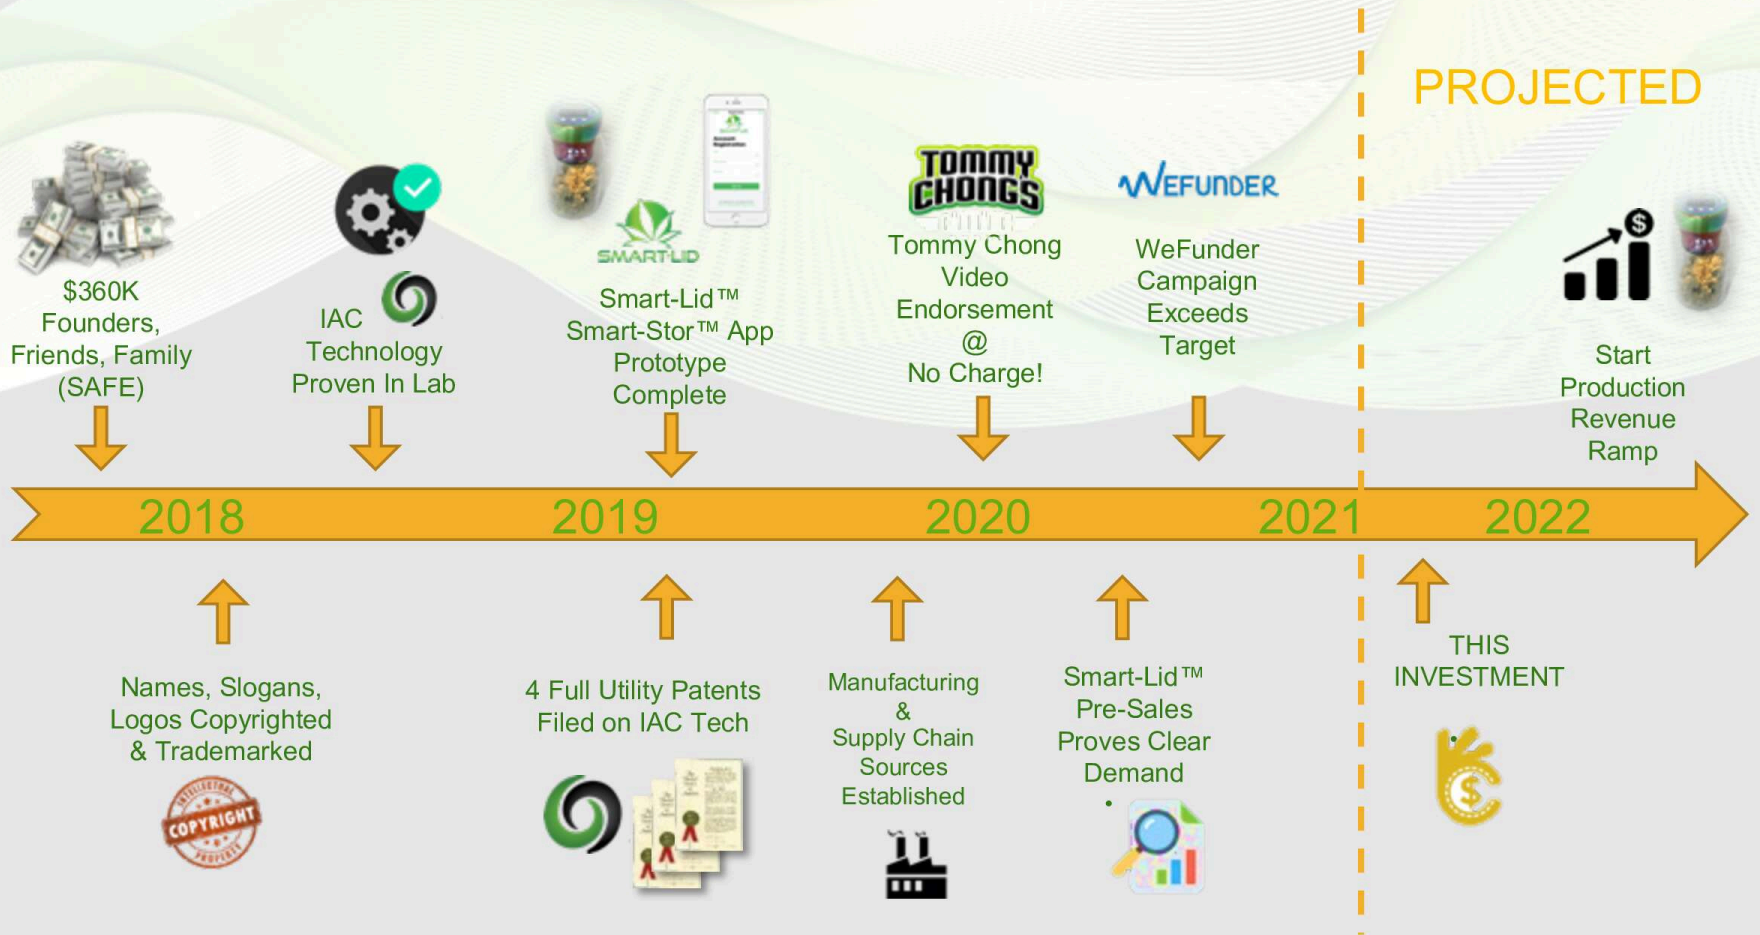 PROJECTED
$360K
Founders,
Friends, Family
(SAFE)
IAC
Technology
Proven In Lab
SMART-LID
Smart-Lid™
Smart-Stor™ App
Prototype
Complete
TOMMY
CHONG'S
Tommy Chong
Video
Endorsement
@
No Charge!
WEFUNDER
WeFunder
Campaign
Exceeds
Target
Start
Production
Revenue
Ramp
2018
2019
2020
2021
2022
Names, Slogans,
Logos Copyrighted
& Trademarked
INTELLECTUAL
COPYRIGHT
PROPERTY
4 Full Utility Patents
Filed on IAC Tech
Manufacturing
&
Supply Chain
Sources
Established
Smart-Lid™
Pre-Sales
Proves Clear
Demand
THIS
INVESTMENT